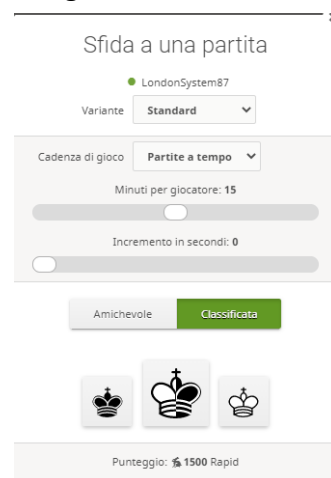 Sfida a una partita
LondonSystem87
Variante Standard
Cadenza di gioco Partite a tempo
Minuti per giocatore: 15
Incremento in secondi: 0
Amichevole Classificata
Punteggio: 1500 Rapid